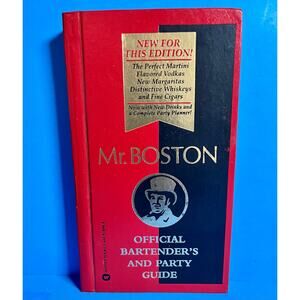 NEW FOR
THIS EDITION!
The Perfect Martini
Flavored Vodkas
New Margaritas
Distinctive Whiskeys
and Fine Cigars
Now with New Drinks and
a Complete Party Planner!
Mr. BOSTON
OFFICIAL
BARTENDER'S
AND PARTY
GUIDE